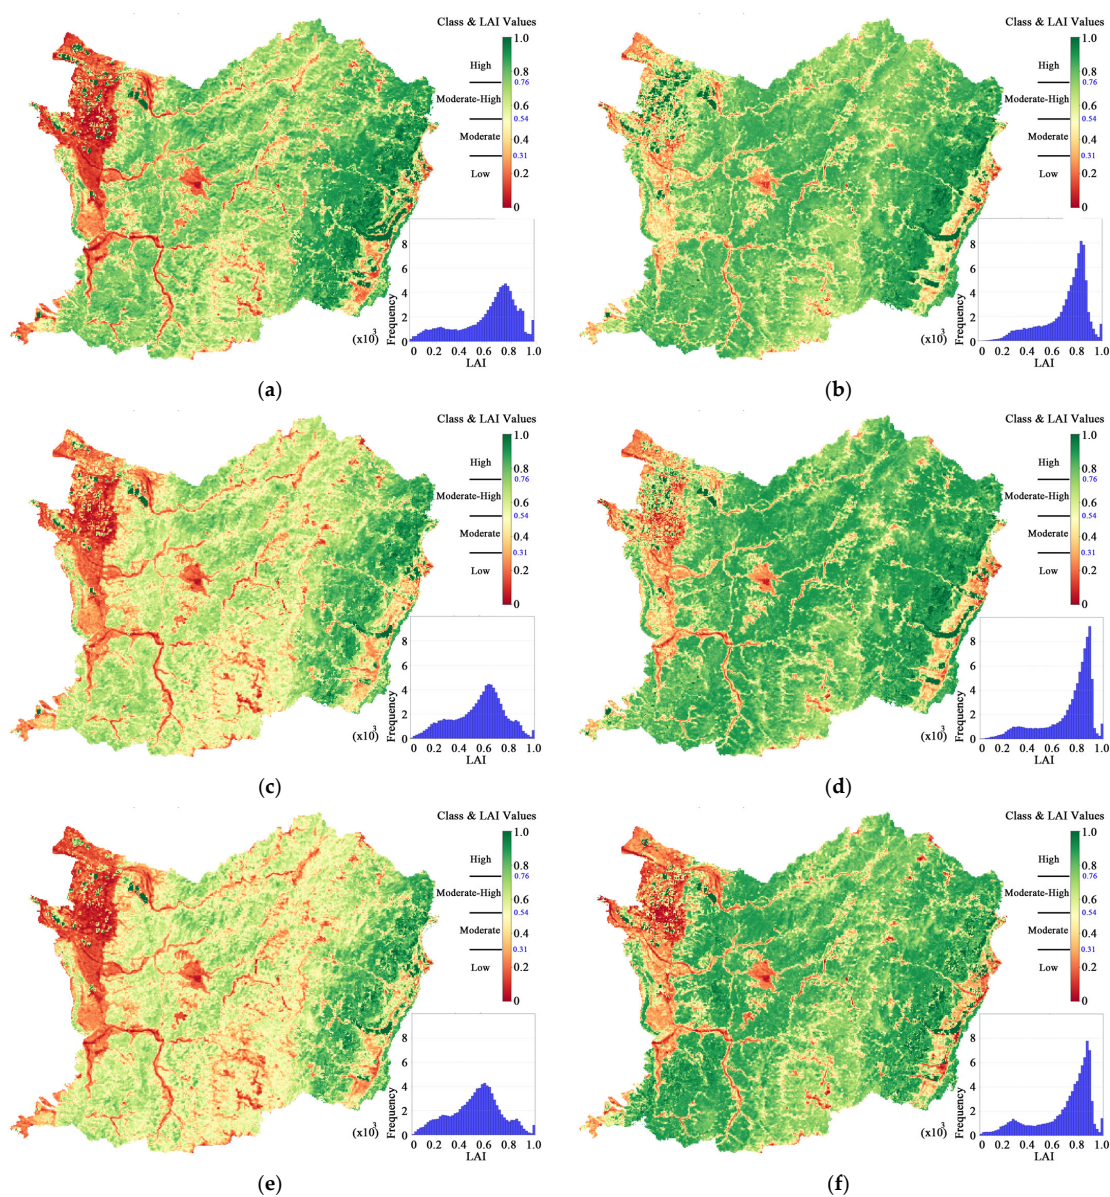 Class & LAI Values
1.0
High
0.8
0.76
Moderate-High
0.6
0.54
Moderate
0.4
0.31
Low
0.2
0
8
6
4
2
0
Frequency
(x10³)
0 0.2 0.4 0.6 0.8 1.0
LAI
(a)
Class & LAI Values
1.0
High
0.8
0.76
Moderate-High
0.6
0.54
Moderate
0.4
0.31
Low
0.2
0
8
6
4
2
0
Frequency
(x10³)
0 0.2 0.4 0.6 0.8 1.0
LAI
(b)
Class & LAI Values
1.0
High
0.8
0.76
Moderate-High
0.6
0.54
Moderate
0.4
0.31
Low
0.2
0
8
6
4
2
0
Frequency
(x10³)
0 0.2 0.4 0.6 0.8 1.0
LAI
(c)
Class & LAI Values
1.0
High
0.8
0.76
Moderate-High
0.6
0.54
Moderate
0.4
0.31
Low
0.2
0
8
6
4
2
0
Frequency
(x10³)
0 0.2 0.4 0.6 0.8 1.0
LAI
(d)
Class & LAI Values
1.0
High
0.8
0.76
Moderate-High
0.6
0.54
Moderate
0.4
0.31
Low
0.2
0
8
6
4
2
0
Frequency
(x10³)
0 0.2 0.4 0.6 0.8 1.0
LAI
(e)
Class & LAI Values
1.0
High
0.8
0.76
Moderate-High
0.6
0.54
Moderate
0.4
0.31
Low
0.2
0
8
6
4
2
0
Frequency
(x10³)
0 0.2 0.4 0.6 0.8 1.0
LAI
(f)